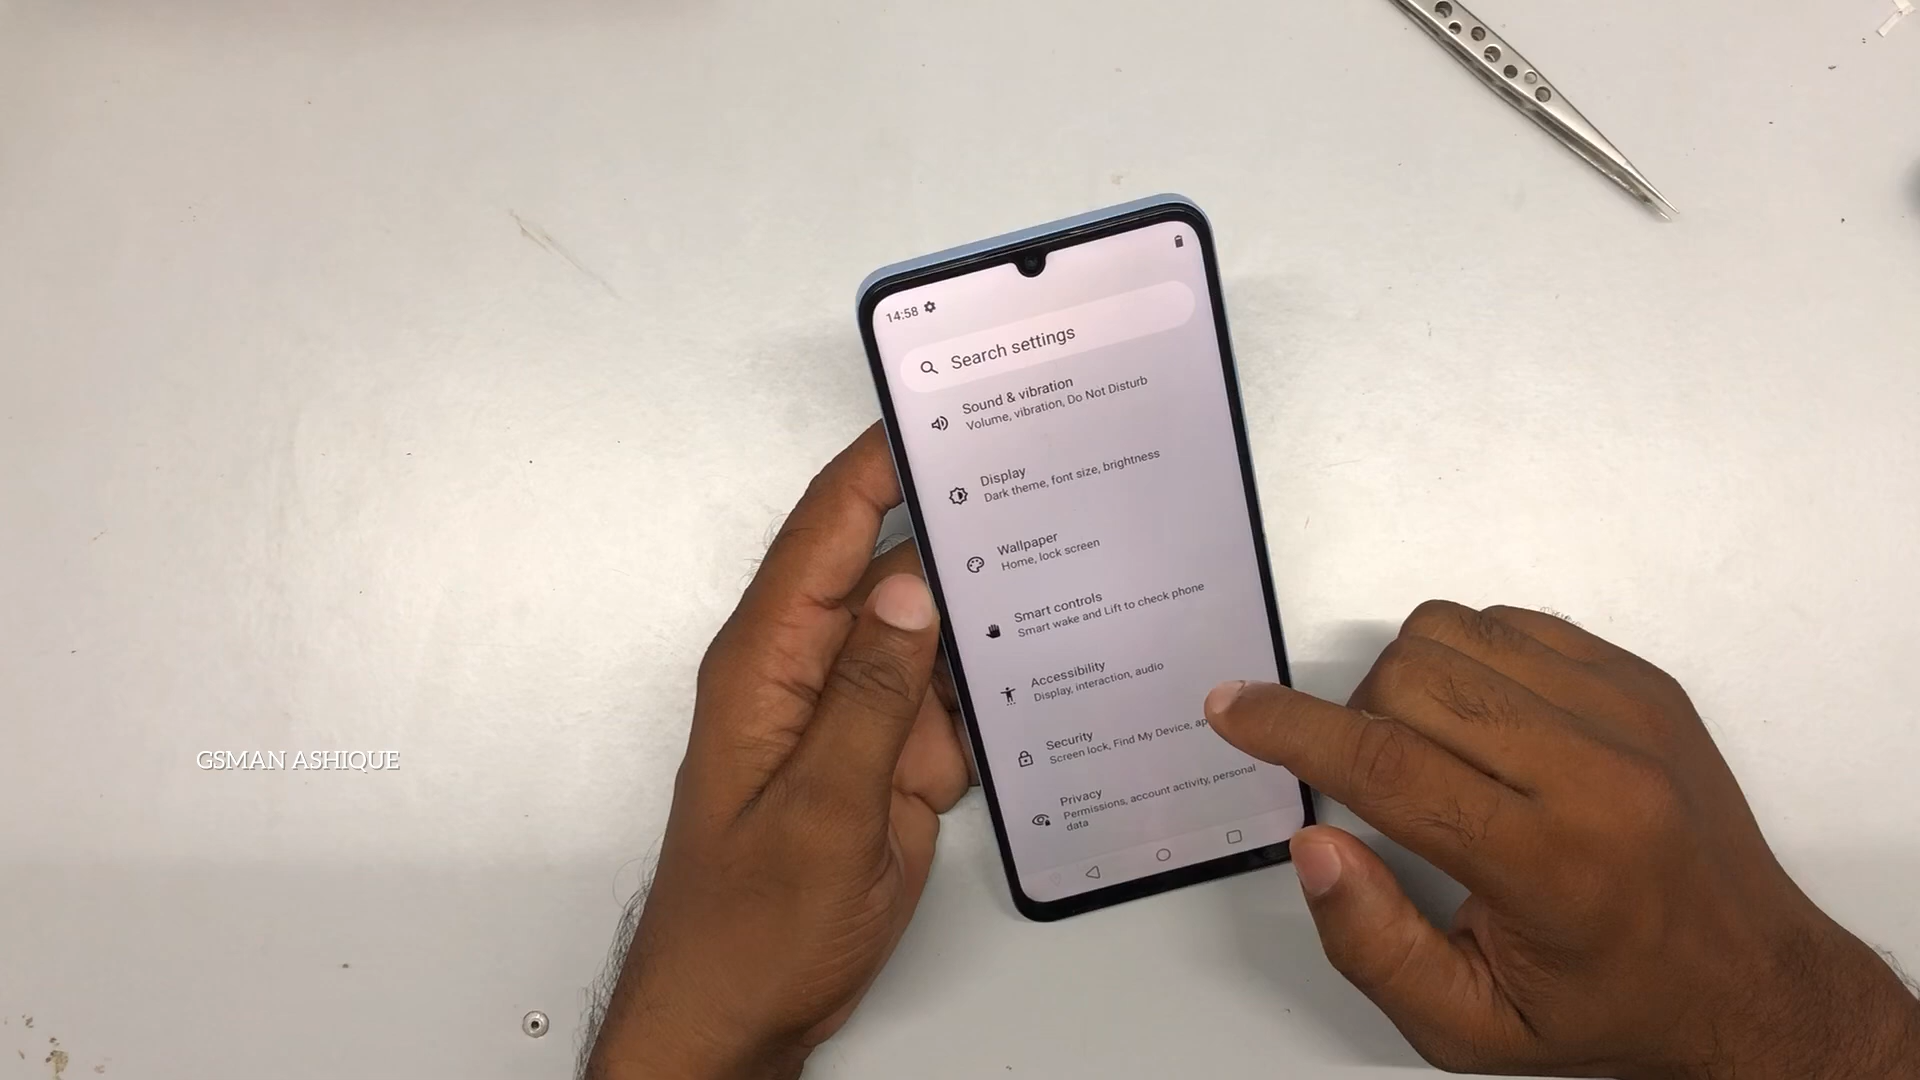 14:58
Search settings
Sound & vibration
Volume, vibration, Do Not Disturb
Display
Dark theme, font size, brightness
Wallpaper
Home, lock screen
Smart controls
Smart wake and Lift to check phone
Accessibility
Display, interaction, audio
Security
Screen lock, Find My Device,
Privacy
Permissions, account activity, personal
data
GSMAN ASHIQUE